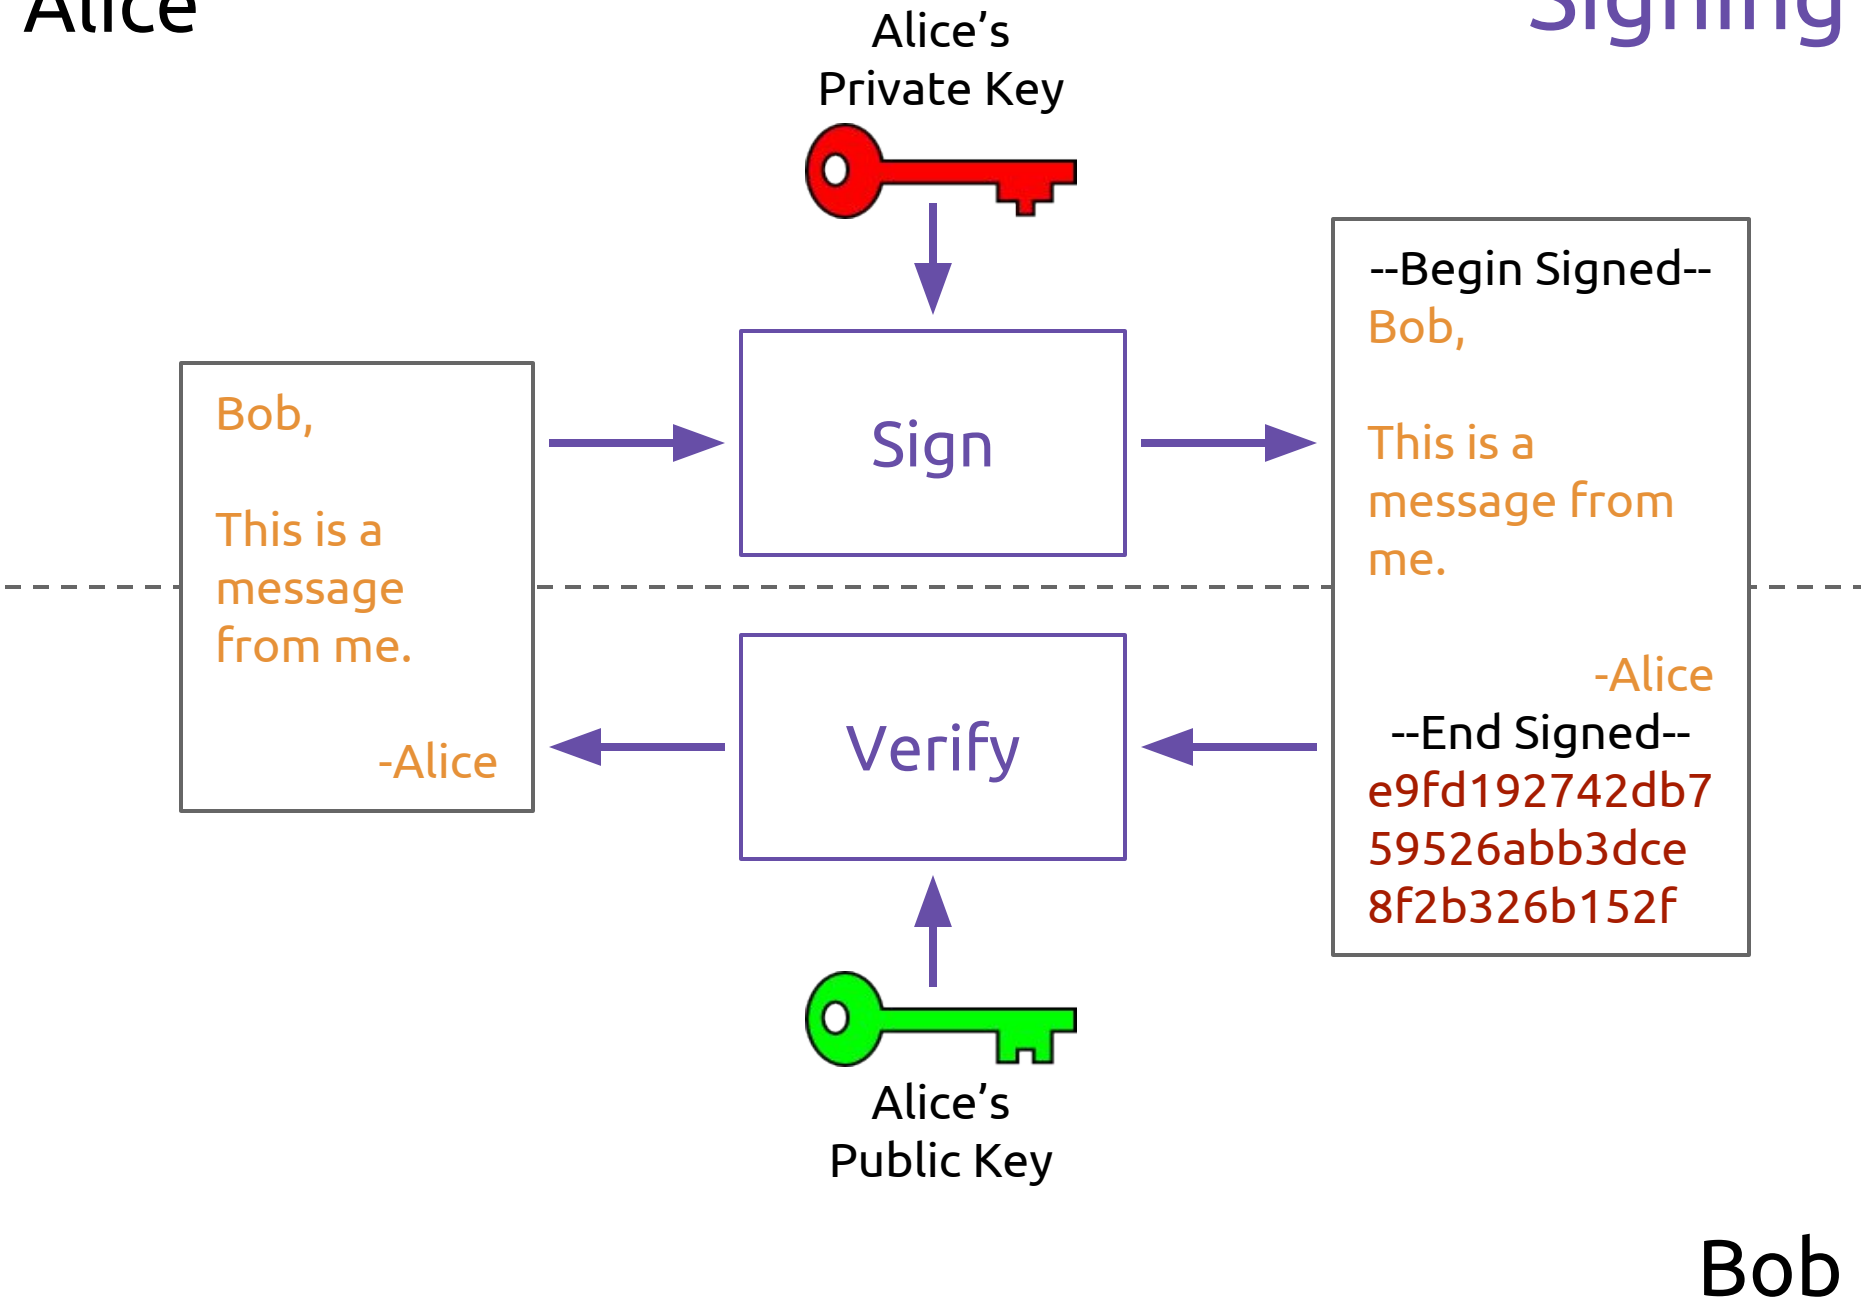 Alice
Signing
Alice’s
Private Key
Bob,
This is a
message
from me.
-Alice
Sign
--Begin Signed--
Bob,
This is a
message from
me.
-Alice
--End Signed--
e9fd192742db7
59526abb3dce
8f2b326b152f
Verify
Alice’s
Public Key
Bob